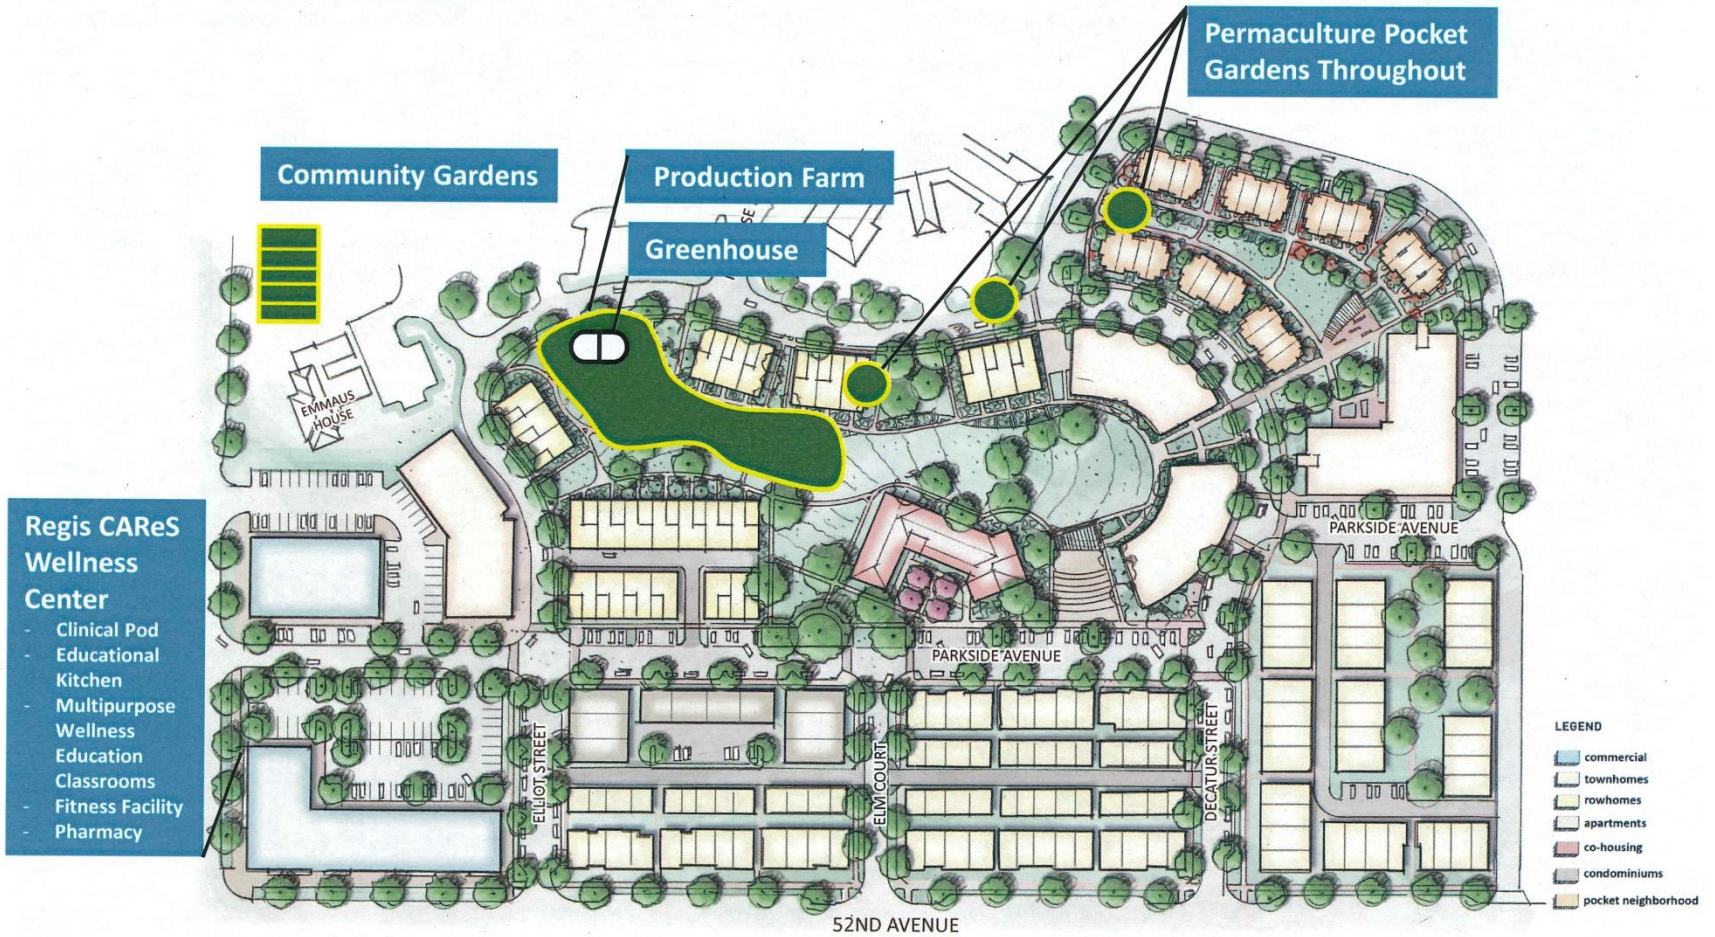 Permaculture Pocket
Gardens Throughout
Community Gardens
Production Farm
Greenhouse
SE
EMMAUS
HOUSE
Regis CAReS
Wellness
Center
- Clinical Pod
- Educational
Kitchen
- Multipurpose
Wellness
Education
Classrooms
- Fitness Facility
- Pharmacy
PARKSIDE AVENUE
PARKSIDE AVENUE
ELLIOT STREET
ELM COURT
DECATUR STREET
52ND AVENUE
LEGEND
commercial
townhomes
rowhomes
apartments
co-housing
condominiums
pocket neighborhood